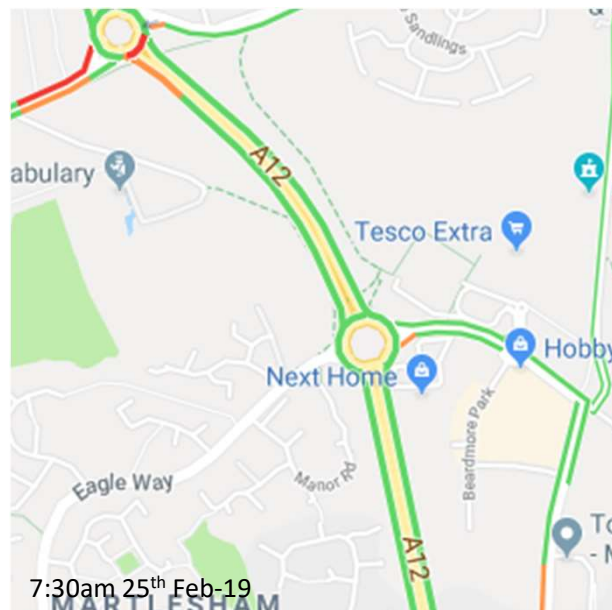 Sandlings
&
A12
abulary
Tesco Extra
Hobby
Next Home
Beardmore Park
Eagle Way
Manor Rd
A12
To
- M
7:30am 25th Feb-19
MARTLESHAM